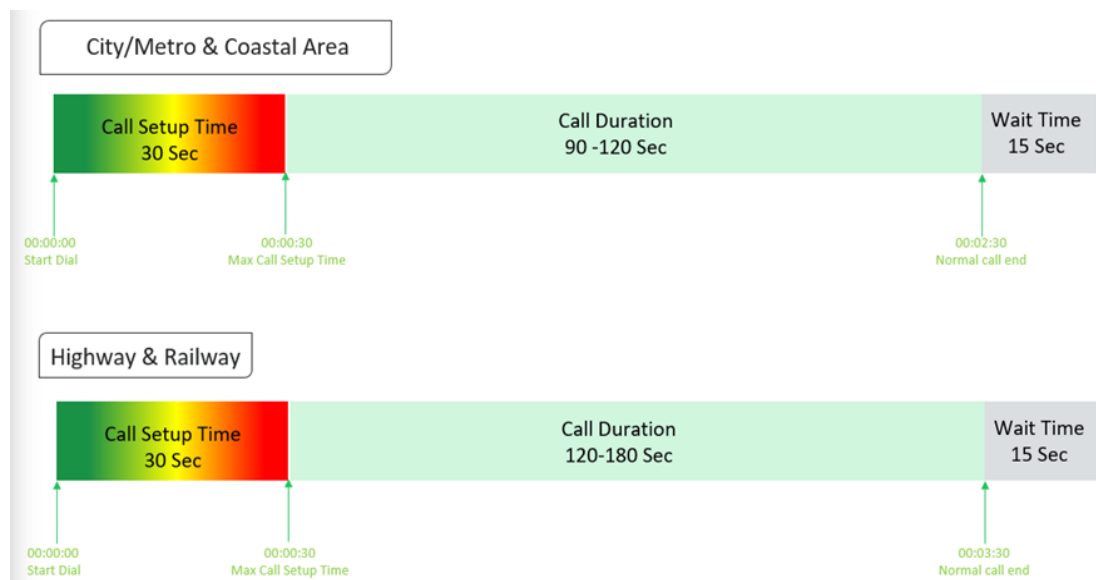 City/Metro & Coastal Area
Call Setup Time
30 Sec
Call Duration
90 -120 Sec
Wait Time
15 Sec
00:00:00
Start Dial
00:00:30
Max Call Setup Time
00:02:30
Normal call end
Highway & Railway
Call Setup Time
30 Sec
Call Duration
120-180 Sec
Wait Time
15 Sec
00:00:00
Start Dial
00:00:30
Max Call Setup Time
00:03:30
Normal call end